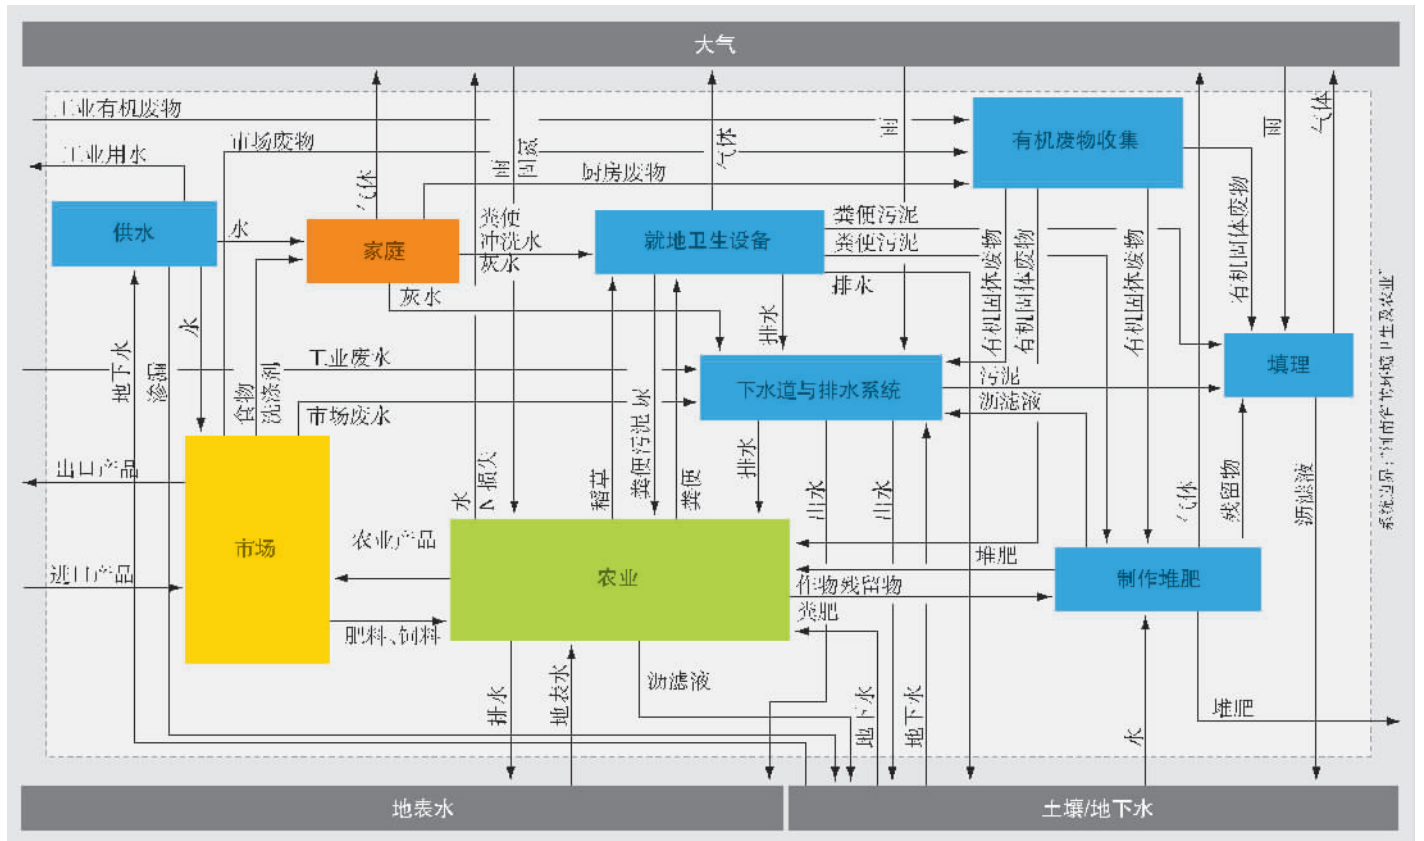 大气
工业有机废物
市场废物
工业用水
厨房废物
有机废物收集
气体
雨
固氮
气体
雨
雨
气体
供水
水
家庭
粪便
冲洗水
灰水
就地卫生设备
粪便污泥
粪便污泥
排水
有机固体废物
有机固体废物
有机固体废物
有机固体废物
灰水
排水
水
地下水
渗漏
食物
洗涤剂
工业废水
市场废水
下水道与排水系统
污泥
沥滤液
填理
出口产品
水
N-损失
稻草
粪便污泥
尿
粪便
排水
出水
出水
气体
残留物
沥滤液
市场
农业产品
农业
堆肥
作物残留物
粪肥
制作堆肥
进口产品
肥料、饲料
排水
地表水
沥滤液
地下水
地下水
水
堆肥
地表水
土壤/地下水